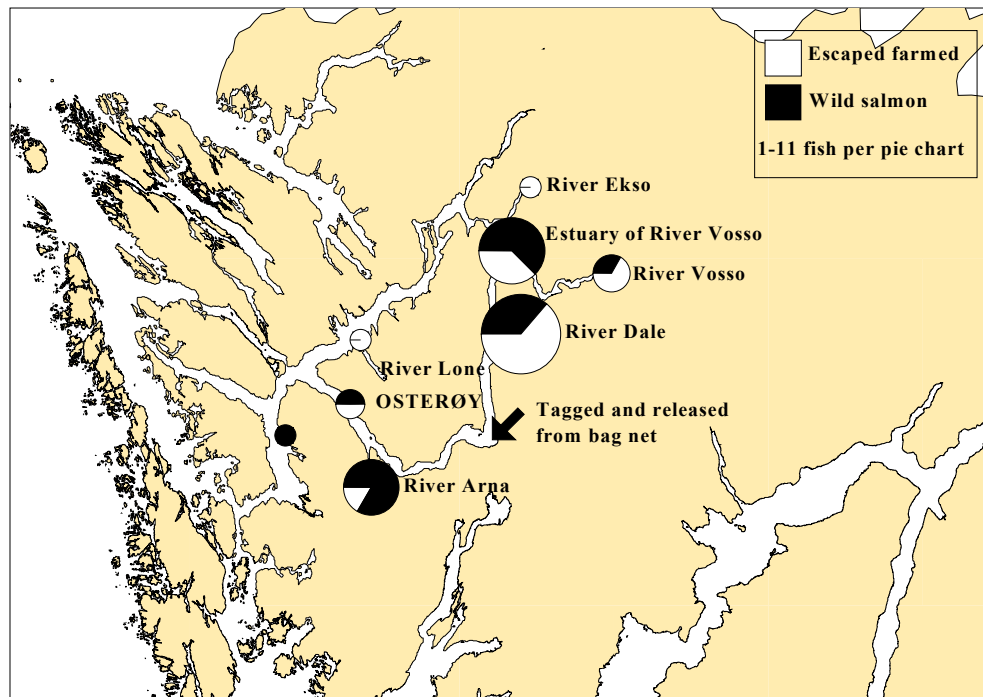 Escaped farmed
Wild salmon
1-11 fish per pie chart
River Ekso
Estuary of River Vosso
River Vosso
River Dale
River Lone
OSTERØY
Tagged and released
from bag net
River Arna